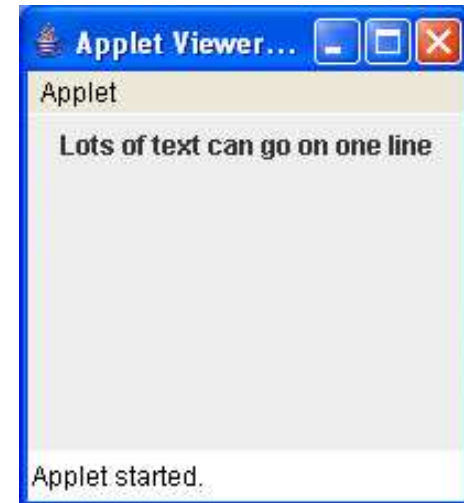 Applet Viewer...
Applet
Lots of text can go on one line
Applet started.